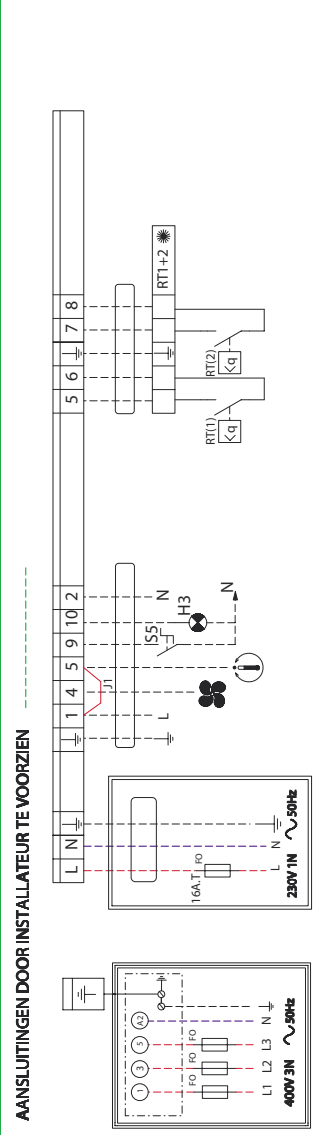 AANSLUITINGEN DOOR INSTALLATEUR TE VOORZIEN
L N 1 4 5 9 10 2 5 6 7 8
J1
L
S5
H3
N
N
RT1+2
RT(1)
RT(2)
16A.T
FO
L N
230V 1N 50Hz
1 3 5 A2
FO FO FO
L1 L2 L3 N
400V 3N 50Hz